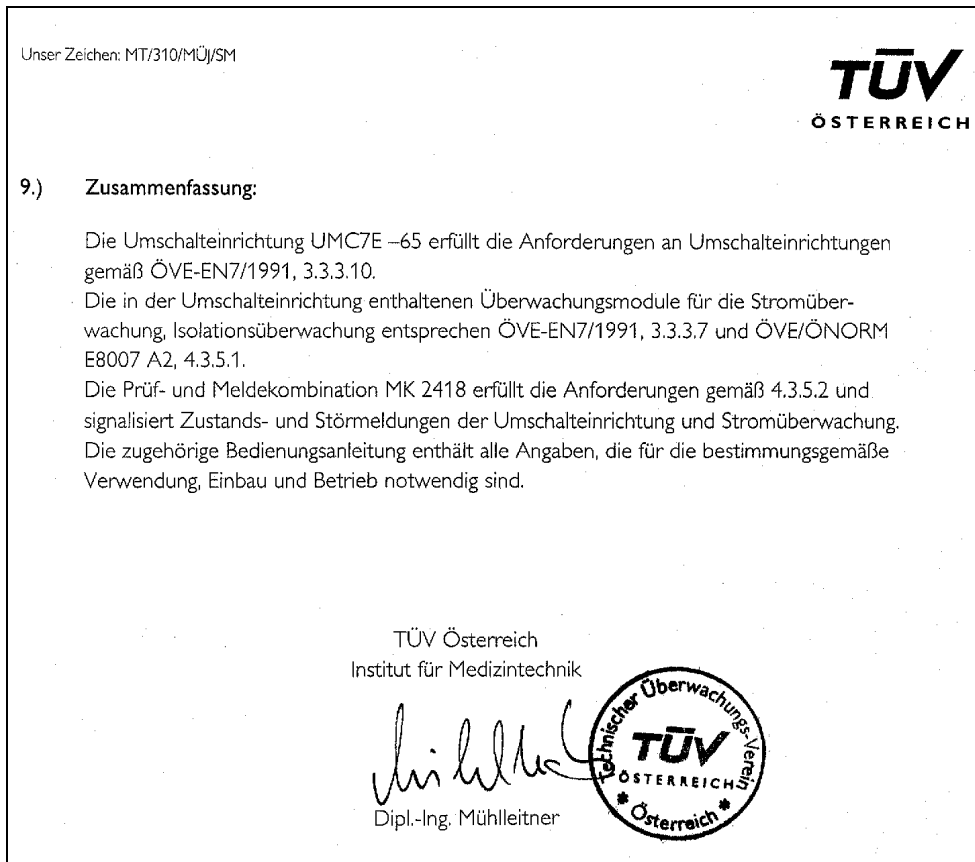 Unser Zeichen: MT/310/MÜJ/SM
TÜV
ÖSTERREICH
9.) Zusammenfassung:
Die Umschalteinrichtung UMC7E –65 erfüllt die Anforderungen an Umschalteinrichtungen
gemäß ÖVE-EN7/1991, 3.3.3.10.
Die in der Umschalteinrichtung enthaltenen Überwachungsmodule für die Stromüber-
wachung, Isolationsüberwachung entsprechen ÖVE-EN7/1991, 3.3.3.7 und ÖVE/ÖNORM
E8007 A2, 4.3.5.1.
Die Prüf- und Meldekombination MK 2418 erfüllt die Anforderungen gemäß 4.3.5.2 und
signalisiert Zustands- und Störmeldungen der Umschalteinrichtung und Stromüberwachung.
Die zugehörige Bedienungsanleitung enthält alle Angaben, die für die bestimmungsgemäße
Verwendung, Einbau und Betrieb notwendig sind.
TÜV Österreich
Institut für Medizintechnik
Technischer Überwachungs-Verein
TÜV
ÖSTERREICH
* Österreich *
Dipl.-Ing. Mühlleitner